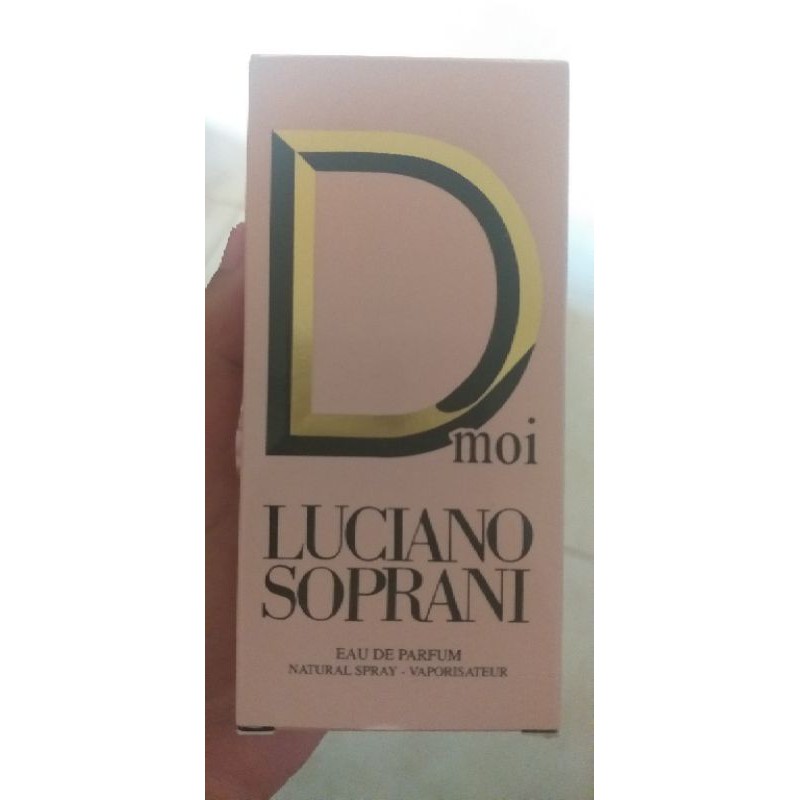 D
moi
LUCIANO
SOPRANI
EAU DE PARFUM
NATURAL SPRAY - VAPORISATEUR